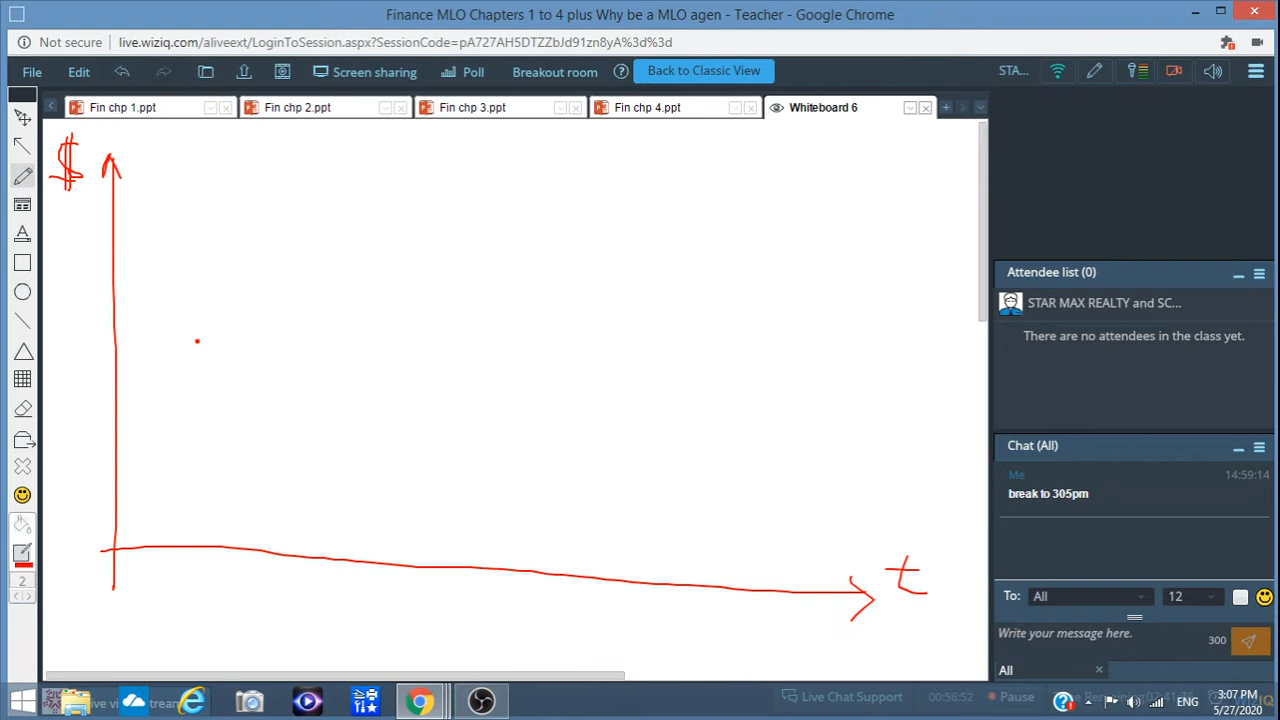 Finance MLO Chapters 1 to 4 plus Why be a MLO agen - Teacher - Google Chrome
Not secure | live.wiziq.com/aliveext/LoginToSession.aspx?SessionCode=pA727AH5DTZZbJd91zn8yA%3d%3d
File Edit Screen sharing Poll Breakout room ? Back to Classic View STA...
Fin chp 1.ppt Fin chp 2.ppt Fin chp 3.ppt Fin chp 4.ppt Whiteboard 6
$
t
2
Attendee list (0)
STAR MAX REALTY and SC...
There are no attendees in the class yet.
Chat (All)
Me 14:59:14
break to 305pm
To: All 12
Write your message here. 300
All
Live Chat Support 00:56:52 Pause
ENG
3:07 PM
5/27/2020